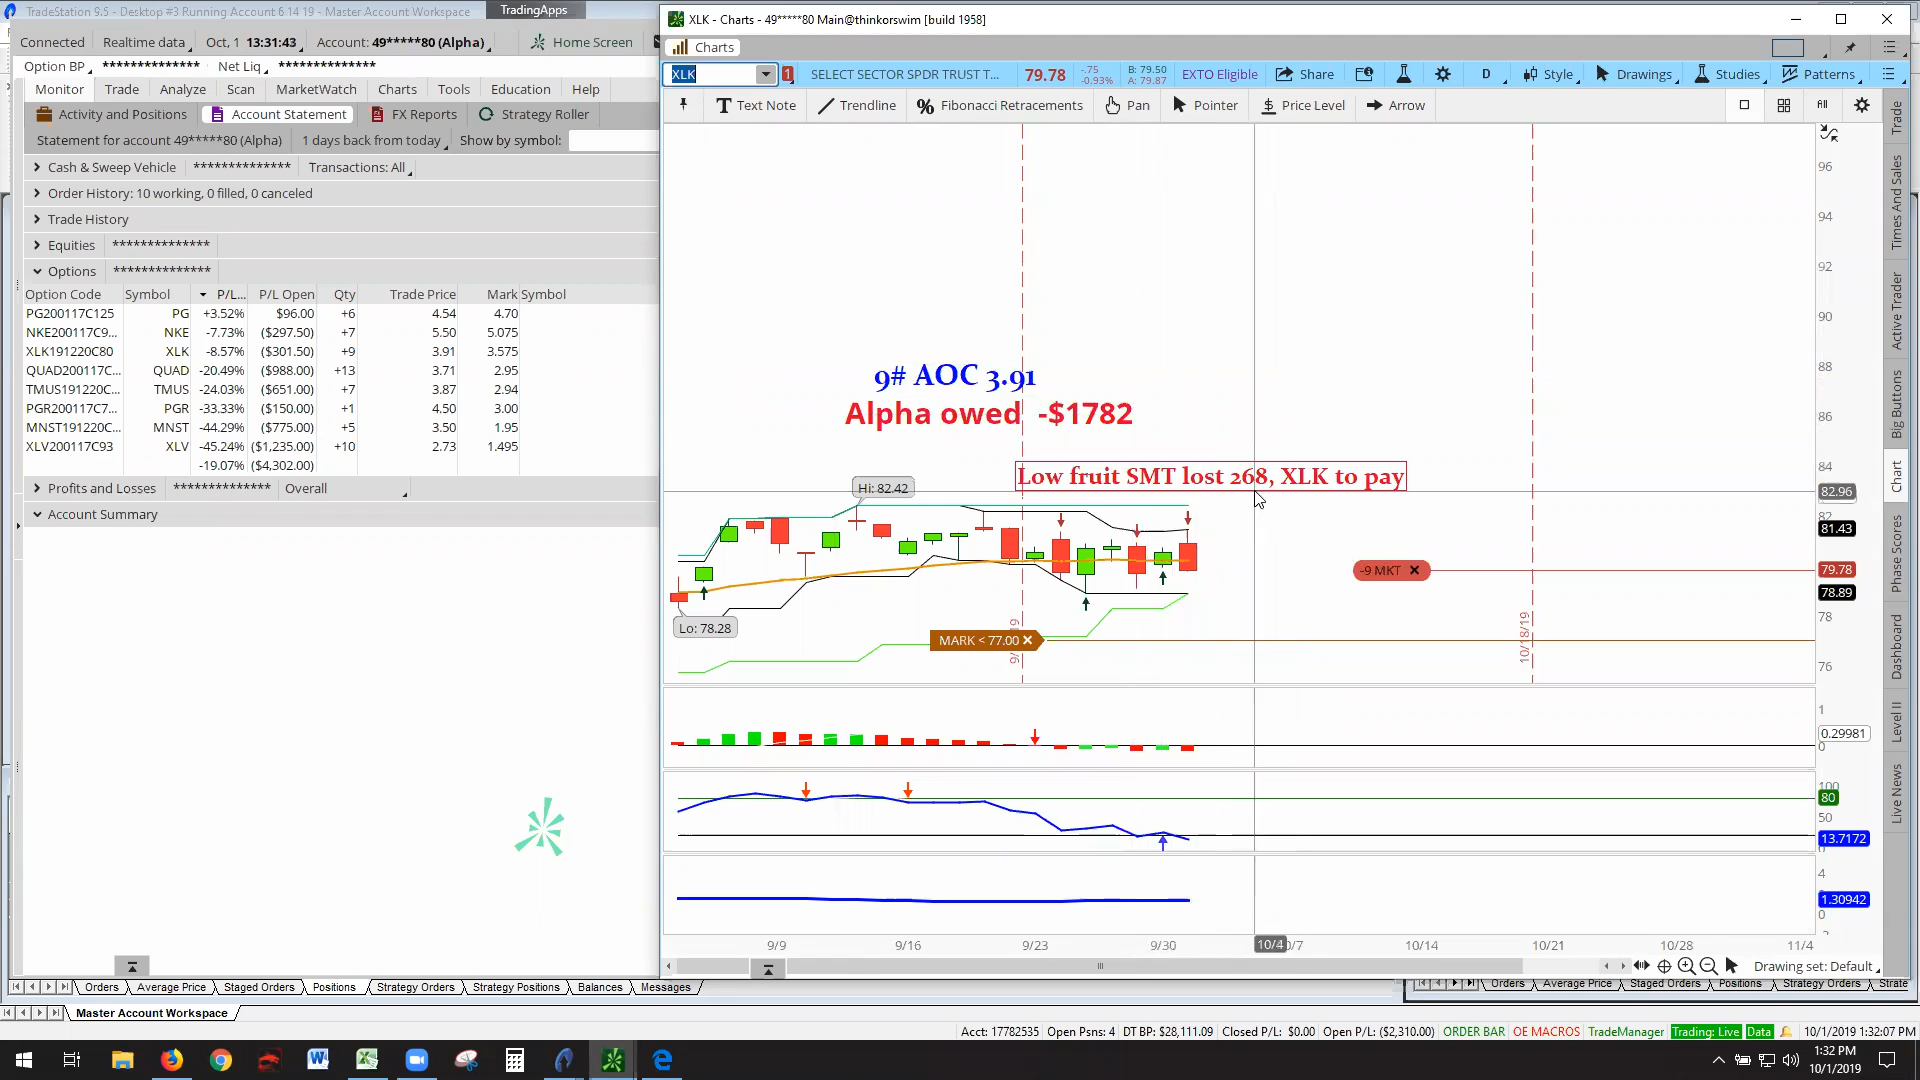 TradeStation 9.5 - Desktop #3 Running Account 6 14 19 - Master Account Workspace
TradingApps
Connected Realtime data Oct, 1 13:31:43 Account: 49*****80 (Alpha) Home Screen
Option BP ************** Net Liq **************
Monitor Trade Analyze Scan MarketWatch Charts Tools Education Help
Activity and Positions Account Statement FX Reports Strategy Roller
Statement for account 49*****80 (Alpha) 1 days back from today Show by symbol:
Cash & Sweep Vehicle ************** Transactions: All
Order History: 10 working, 0 filled, 0 canceled
Trade History
Equities **************
Options **************
Option Code Symbol P/L... P/L Open Qty Trade Price Mark Symbol
PG200117C125 PG +3.52% $96.00 +6 4.54 4.70
NKE200117C9... NKE -7.73% ($297.50) +7 5.50 5.075
XLK191220C80 XLK -8.57% ($301.50) +9 3.91 3.575
QUAD200117C... QUAD -20.49% ($988.00) +13 3.71 2.95
TMUS191220C... TMUS -24.03% ($651.00) +7 3.87 2.94
PGR200117C7... PGR -33.33% ($150.00) +1 4.50 3.00
MNST191220C... MNST -44.29% ($775.00) +5 3.50 1.95
XLV200117C93 XLV -45.24% ($1,235.00) +10 2.73 1.495
-19.07% ($4,302.00)
Profits and Losses ************** Overall
Account Summary
XLK - Charts - 49*****80 Main@thinkorswim [build 1958]
Charts
XLK 1 SELECT SECTOR SPDR TRUST T... 79.78 -.75 -0.93% B: 79.50 A: 79.87 EXTO Eligible Share D Style Drawings Studies Patterns
Text Note Trendline Fibonacci Retracements Pan Pointer Price Level Arrow All
96
94
92
90
88
9# AOC 3.91
Alpha owed -$1782
86
84
Low fruit SMT lost 268, XLK to pay
Hi: 82.42
82.96
82
81.43
-9 MKT
79.78
78.89
Lo: 78.28
78
MARK < 77.00
10/18/19
76
1
0.29981
0
100
80
50
13.7172
4
1.30942
0
9/9 9/16 9/23 9/30 10/4 0/7 10/14 10/21 10/28 11/4
Drawing set: Default
Trade
Times And Sales
Active Trader
Big Buttons
Chart
Phase Scores
Dashboard
Level II
Live News
Orders Average Price Staged Orders Positions Strategy Orders Strategy Positions Balances Messages
Orders Average Price Staged Orders Positions Strategy Orders Strate
Master Account Workspace
Acct: 17782535 Open Psns: 4 DT BP: $28,111.09 Closed P/L: $0.00 Open P/L: ($2,310.00) ORDER BAR OE MACROS TradeManager Trading: Live Data 10/1/2019 1:32:07 PM
1:32 PM
10/1/2019